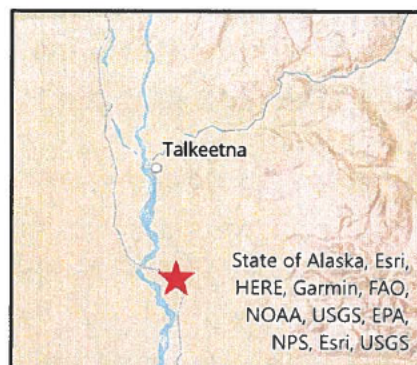 Talkeetna
State of Alaska, Esri,
HERE, Garmin, FAO,
NOAA, USGS, EPA,
NPS, Esri, USGS